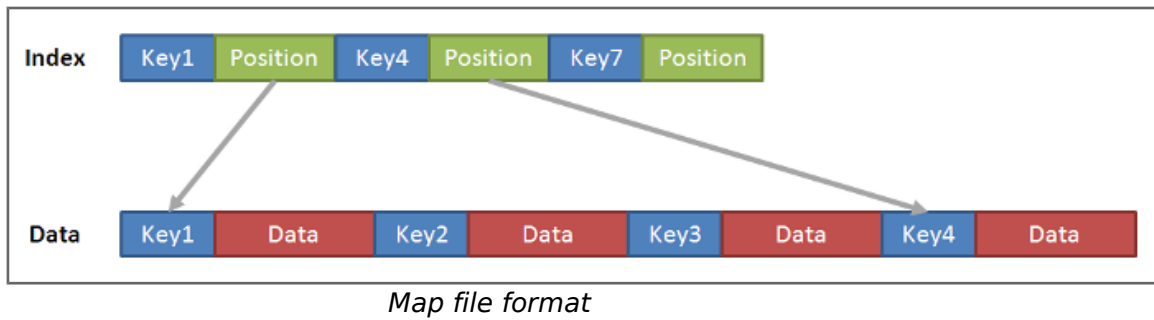 Index Key1 Position Key4 Position Key7 Position
Data Key1 Data Key2 Data Key3 Data Key4 Data
Map file format